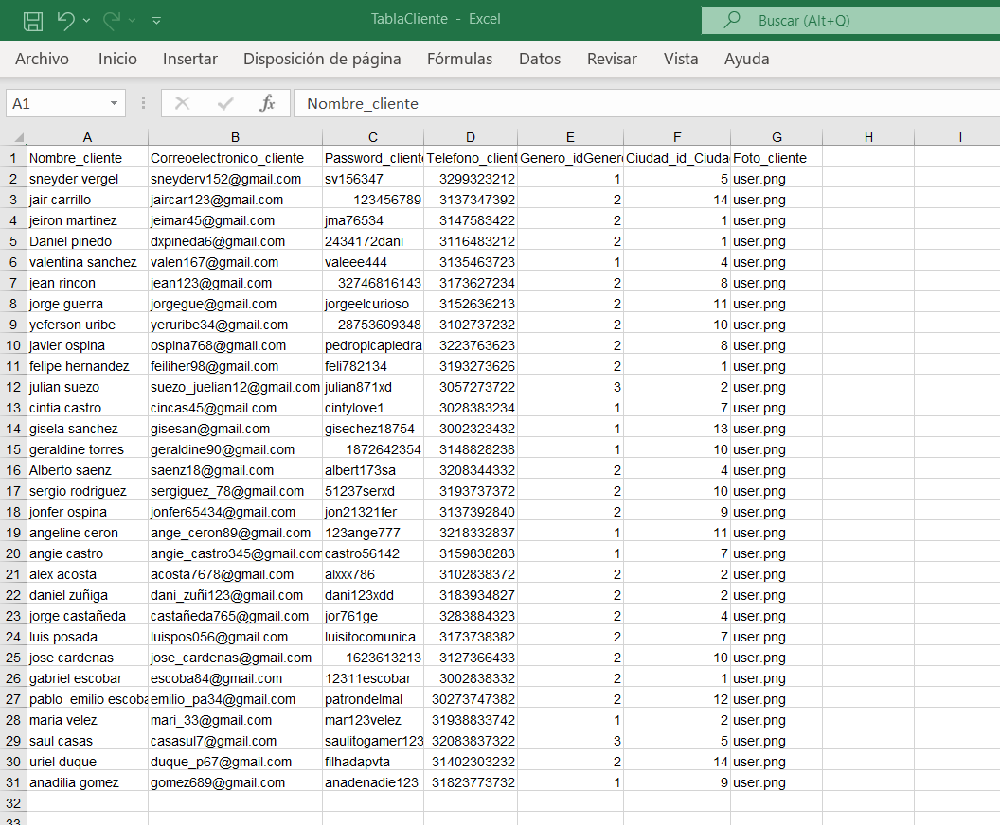 TablaCliente - Excel
Buscar (Alt+Q)
Archivo Inicio Insertar Disposición de página Fórmulas Datos Revisar Vista Ayuda
A1 fx Nombre_cliente
A B C D E F G H I
1 Nombre_cliente Correoelectronico_cliente Password_cliente Telefono_client Genero_idGenero Ciudad_id_Ciuda Foto_cliente
2 sneyder vergel sneyderv152@gmail.com sv156347 3299323212 1 5 user.png
3 jair carrillo jaircar123@gmail.com 123456789 3137347392 2 14 user.png
4 jeiron martinez jeimar45@gmail.com jma76534 3147583422 2 1 user.png
5 Daniel pinedo dxpineda6@gmail.com 2434172dani 3116483212 2 1 user.png
6 valentina sanchez valen167@gmail.com valeee444 3135463723 1 4 user.png
7 jean rincon jean123@gmail.com 32746816143 3173627234 2 8 user.png
8 jorge guerra jorgegue@gmail.com jorgeelcurioso 3152636213 2 11 user.png
9 yeferson uribe yeruribe34@gmail.com 28753609348 3102737232 2 10 user.png
10 javier ospina ospina768@gmail.com pedropicapiedra 3223763623 2 8 user.png
11 felipe hernandez feiliher98@gmail.com feli782134 3193273626 2 1 user.png
12 julian suezo suezo_juelian12@gmail.com julian871xd 3057273722 3 2 user.png
13 cintia castro cincas45@gmail.com cintylove1 3028383234 1 7 user.png
14 gisela sanchez gisesan@gmail.com gisechez18754 3002323432 1 13 user.png
15 geraldine torres geraldine90@gmail.com 1872642354 3148828238 1 10 user.png
16 Alberto saenz saenz18@gmail.com albert173sa 3208344332 2 4 user.png
17 sergio rodriguez sergiguez_78@gmail.com 51237serxd 3193737372 2 10 user.png
18 jonfer ospina jonfer65434@gmail.com jon21321fer 3137392840 2 9 user.png
19 angeline ceron ange_ceron89@gmail.com 123ange777 3218332837 1 11 user.png
20 angie castro angie_castro345@gmail.com castro56142 3159838283 1 7 user.png
21 alex acosta acosta7678@gmail.com alxxx786 3102838372 2 2 user.png
22 daniel zuñiga dani_zuñi123@gmail.com dani123xdd 3183934827 2 2 user.png
23 jorge castañeda castañeda765@gmail.com jor761ge 3283884323 2 4 user.png
24 luis posada luispos056@gmail.com luisitocomunica 3173738382 2 7 user.png
25 jose cardenas jose_cardenas@gmail.com 1623613213 3127366433 2 10 user.png
26 gabriel escobar escoba84@gmail.com 12311escobar 3002838332 2 1 user.png
27 pablo emilio escoba emilio_pa34@gmail.com patrondelmal 30273747382 2 12 user.png
28 maria velez mari_33@gmail.com mar123velez 31938833742 1 2 user.png
29 saul casas casasul7@gmail.com saulitogamer123 32083837322 3 5 user.png
30 uriel duque duque_p67@gmail.com filhadapvta 31402303232 2 14 user.png
31 anadilia gomez gomez689@gmail.com anadenadie123 31823773732 1 9 user.png
32
33